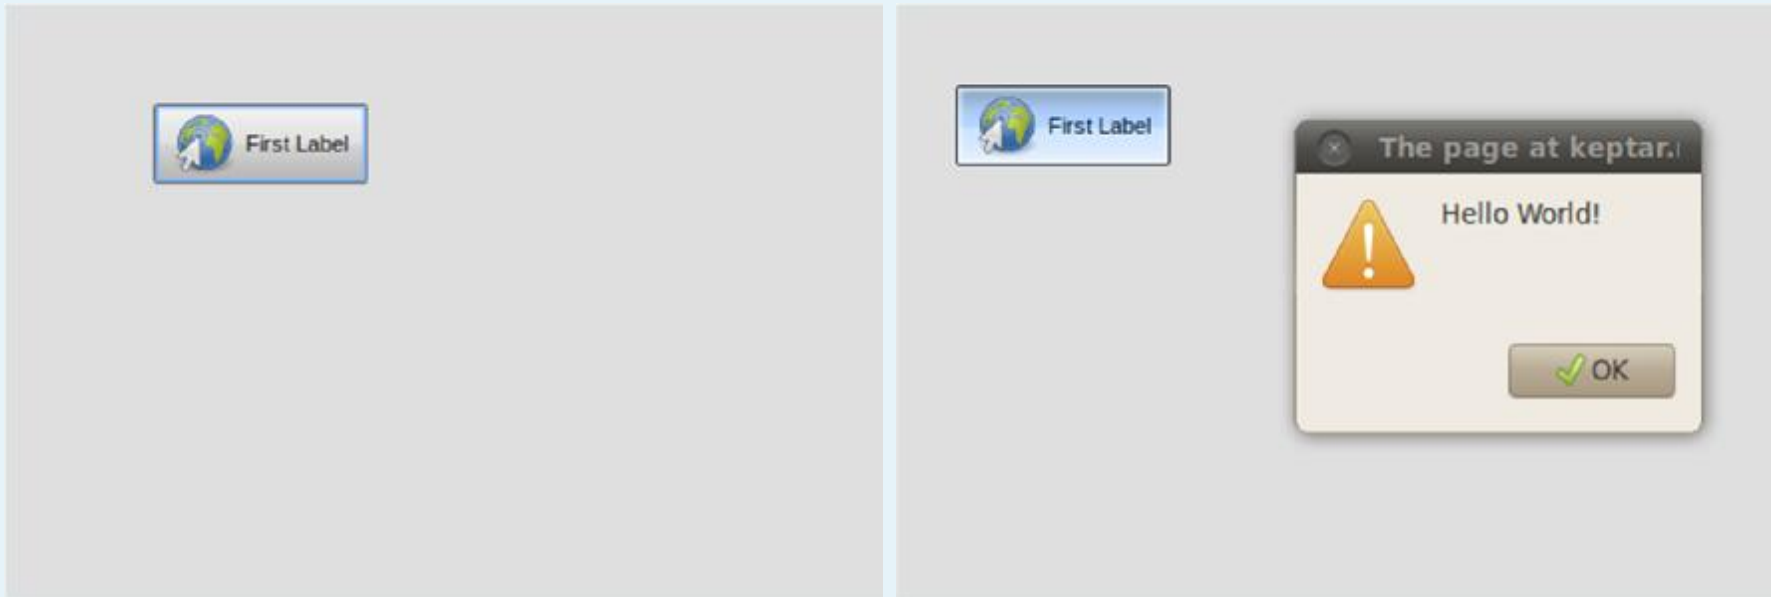 First Label
First Label
The page at keptar.
Hello World!
OK